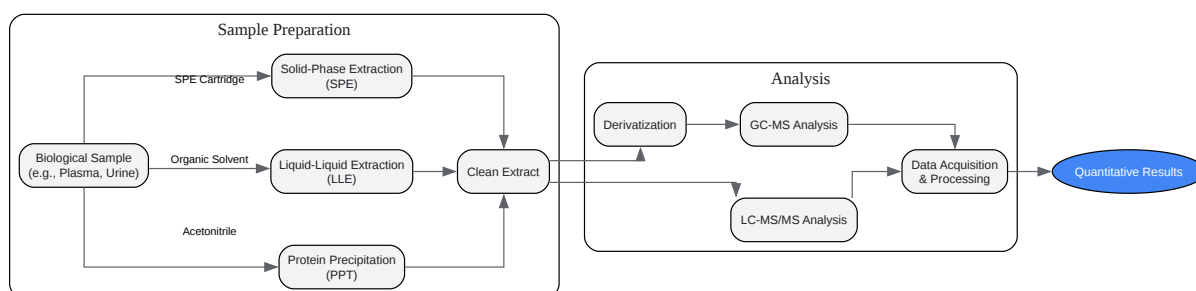 Sample Preparation
SPE Cartridge
Solid-Phase Extraction
(SPE)
Biological Sample
(e.g., Plasma, Urine)
Organic Solvent
Liquid-Liquid Extraction
(LLE)
Clean Extract
Acetonitrile
Protein Precipitation
(PPT)
Analysis
Derivatization
GC-MS Analysis
LC-MS/MS Analysis
Data Acquisition
& Processing
Quantitative Results